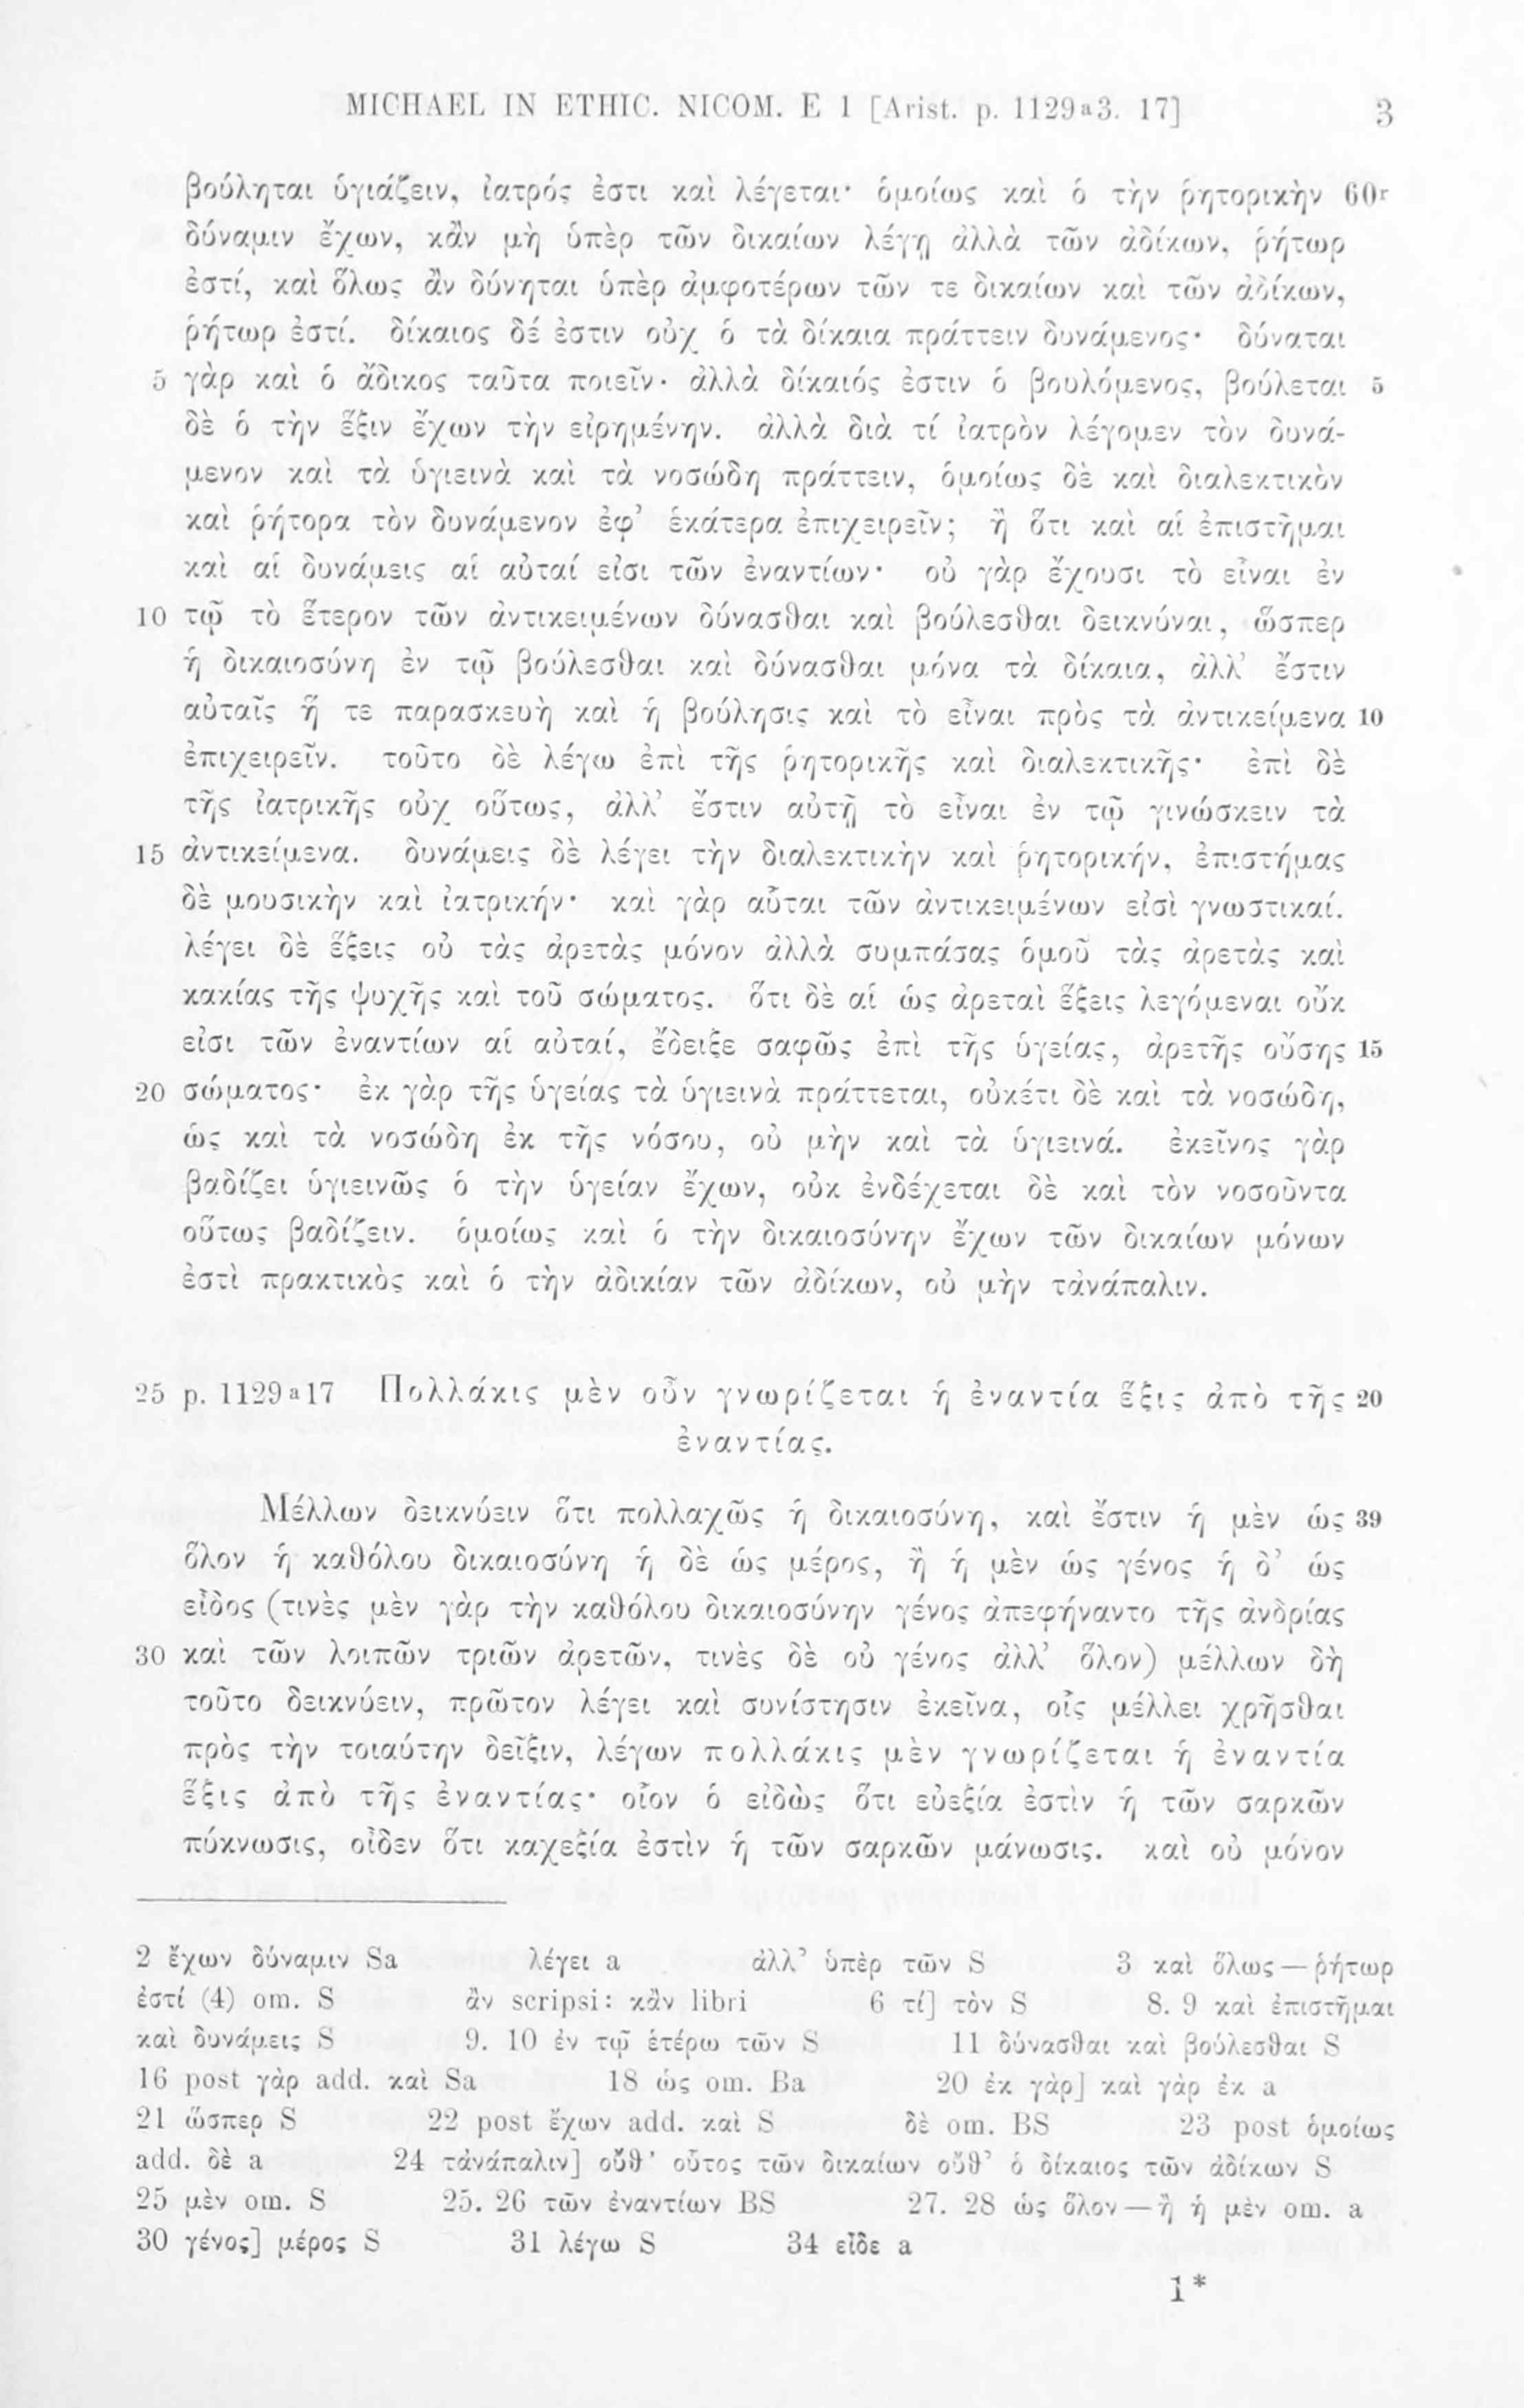 MICHAEL IN ETHIC. NICOM. E 1 [Arist. p. 1129a3. 17] 3
βούληται ὑγιάζειν, ἰατρός ἐστι καὶ λέγεται· ὁμοίως καὶ ὁ τὴν ῥητορικὴν 60r
δύναμιν ἔχων, κἂν μὴ ὑπὲρ τῶν δικαίων λέγῃ ἀλλὰ τῶν ἀδίκων, ῥήτωρ
ἐστί, καὶ ὅλως ἂν δύνηται ὑπὲρ ἀμφοτέρων τῶν τε δικαίων καὶ τῶν ἀδίκων,
ῥήτωρ ἐστί. δίκαιος δέ ἐστιν οὐχ ὁ τὰ δίκαια πράττειν δυνάμενος· δύναται
5 γὰρ καὶ ὁ ἄδικος ταῦτα ποιεῖν· ἀλλὰ δίκαιός ἐστιν ὁ βουλόμενος, βούλεται 5
δὲ ὁ τὴν ἕξιν ἔχων τὴν εἰρημένην. ἀλλὰ διὰ τί ἰατρὸν λέγομεν τὸν δυνά-
μενον καὶ τὰ ὑγιεινὰ καὶ τὰ νοσώδη πράττειν, ὁμοίως δὲ καὶ διαλεκτικὸν
καὶ ῥήτορα τὸν δυνάμενον ἐφ’ ἑκάτερα ἐπιχειρεῖν; ἢ ὅτι καὶ αἱ ἐπιστῆμαι
καὶ αἱ δυνάμεις αἱ αὐταί εἰσι τῶν ἐναντίων· οὐ γὰρ ἔχουσι τὸ εἶναι ἐν
10 τῷ τὸ ἕτερον τῶν ἀντικειμένων δύνασθαι καὶ βούλεσθαι δεικνύναι, ὥσπερ
ἡ δικαιοσύνη ἐν τῷ βούλεσθαι καὶ δύνασθαι μόνα τὰ δίκαια, ἀλλ’ ἔστιν
αὐταῖς ἥ τε παρασκευὴ καὶ ἡ βούλησις καὶ τὸ εἶναι πρὸς τὰ ἀντικείμενα 10
ἐπιχειρεῖν. τοῦτο δὲ λέγω ἐπὶ τῆς ῥητορικῆς καὶ διαλεκτικῆς· ἐπὶ δὲ
τῆς ἰατρικῆς οὐχ οὕτως, ἀλλ’ ἔστιν αὐτῇ τὸ εἶναι ἐν τῷ γινώσκειν τὰ
15 ἀντικείμενα. δυνάμεις δὲ λέγει τὴν διαλεκτικὴν καὶ ῥητορικήν, ἐπιστήμας
δὲ μουσικὴν καὶ ἰατρικήν· καὶ γὰρ αὗται τῶν ἀντικειμένων εἰσὶ γνωστικαί.
λέγει δὲ ἕξεις οὐ τὰς ἀρετὰς μόνον ἀλλὰ συμπάσας ὁμοῦ τὰς ἀρετὰς καὶ
κακίας τῆς ψυχῆς καὶ τοῦ σώματος. ὅτι δὲ αἱ ὡς ἀρεταὶ ἕξεις λεγόμεναι οὔκ
εἰσι τῶν ἐναντίων αἱ αὐταί, ἔδειξε σαφῶς ἐπὶ τῆς ὑγείας, ἀρετῆς οὔσης 15
20 σώματος· ἐκ γὰρ τῆς ὑγείας τὰ ὑγιεινὰ πράττεται, οὐκέτι δὲ καὶ τὰ νοσώδη,
ὡς καὶ τὰ νοσώδη ἐκ τῆς νόσου, οὐ μὴν καὶ τὰ ὑγιεινά. ἐκεῖνος γὰρ
βαδίζει ὑγιεινῶς ὁ τὴν ὑγείαν ἔχων, οὐκ ἐνδέχεται δὲ καὶ τὸν νοσοῦντα
οὕτως βαδίζειν. ὁμοίως καὶ ὁ τὴν δικαιοσύνην ἔχων τῶν δικαίων μόνων
ἐστὶ πρακτικὸς καὶ ὁ τὴν ἀδικίαν τῶν ἀδίκων, οὐ μὴν τἀνάπαλιν.
25 p. 1129a17 Πολλάκις μὲν οὖν γνωρίζεται ἡ ἐναντία ἕξις ἀπὸ τῆς 20
ἐναντίας.
Μέλλων δεικνύειν ὅτι πολλαχῶς ἡ δικαιοσύνη, καὶ ἔστιν ἡ μὲν ὡς 39
ὅλον ἡ καθόλου δικαιοσύνη ἡ δὲ ὡς μέρος, ἢ ἡ μὲν ὡς γένος ἡ δ’ ὡς
εἶδος (τινὲς μὲν γὰρ τὴν καθόλου δικαιοσύνην γένος ἀπεφήναντο τῆς ἀνδρίας
30 καὶ τῶν λοιπῶν τριῶν ἀρετῶν, τινὲς δὲ οὐ γένος ἀλλ’ ὅλον) μέλλων δὴ
τοῦτο δεικνύειν, πρῶτον λέγει καὶ συνίστησιν ἐκεῖνα, οἷς μέλλει χρῆσθαι
πρὸς τὴν τοιαύτην δεῖξιν, λέγων πολλάκις μὲν γνωρίζεται ἡ ἐναντία
ἕξις ἀπὸ τῆς ἐναντίας· οἷον ὁ εἰδὼς ὅτι εὐεξία ἐστὶν ἡ τῶν σαρκῶν
πύκνωσις, οἶδεν ὅτι καχεξία ἐστὶν ἡ τῶν σαρκῶν μάνωσις. καὶ οὐ μόνον
2 ἔχων δύναμιν Sa λέγει a ἀλλ’ ὑπὲρ τῶν S 3 καὶ ὅλως — ῥήτωρ
ἐστί (4) om. S ἂν scripsi: κἂν libri 6 τί] τὸν S 8. 9 καὶ ἐπιστῆμαι
καὶ δυνάμεις S 9. 10 ἐν τῷ ἑτέρω τῶν S 11 δύνασθαι καὶ βούλεσθαι S
16 post γὰρ add. καὶ Sa 18 ὡς om. Ba 20 ἐκ γὰρ] καὶ γὰρ ἐκ a
21 ὥσπερ S 22 post ἔχων add. καὶ S δὲ om. BS 23 post ὁμοίως
add. δὲ a 24 τἀνάπαλιν] οὔθ’ οὗτος τῶν δικαίων οὔθ’ ὁ δίκαιος τῶν ἀδίκων S
25 μὲν om. S 25. 26 τῶν ἐναντίων BS 27. 28 ὡς ὅλον — ἢ ἡ μὲν om. a
30 γένος] μέρος S 31 λέγω S 34 εἶδε a
1*